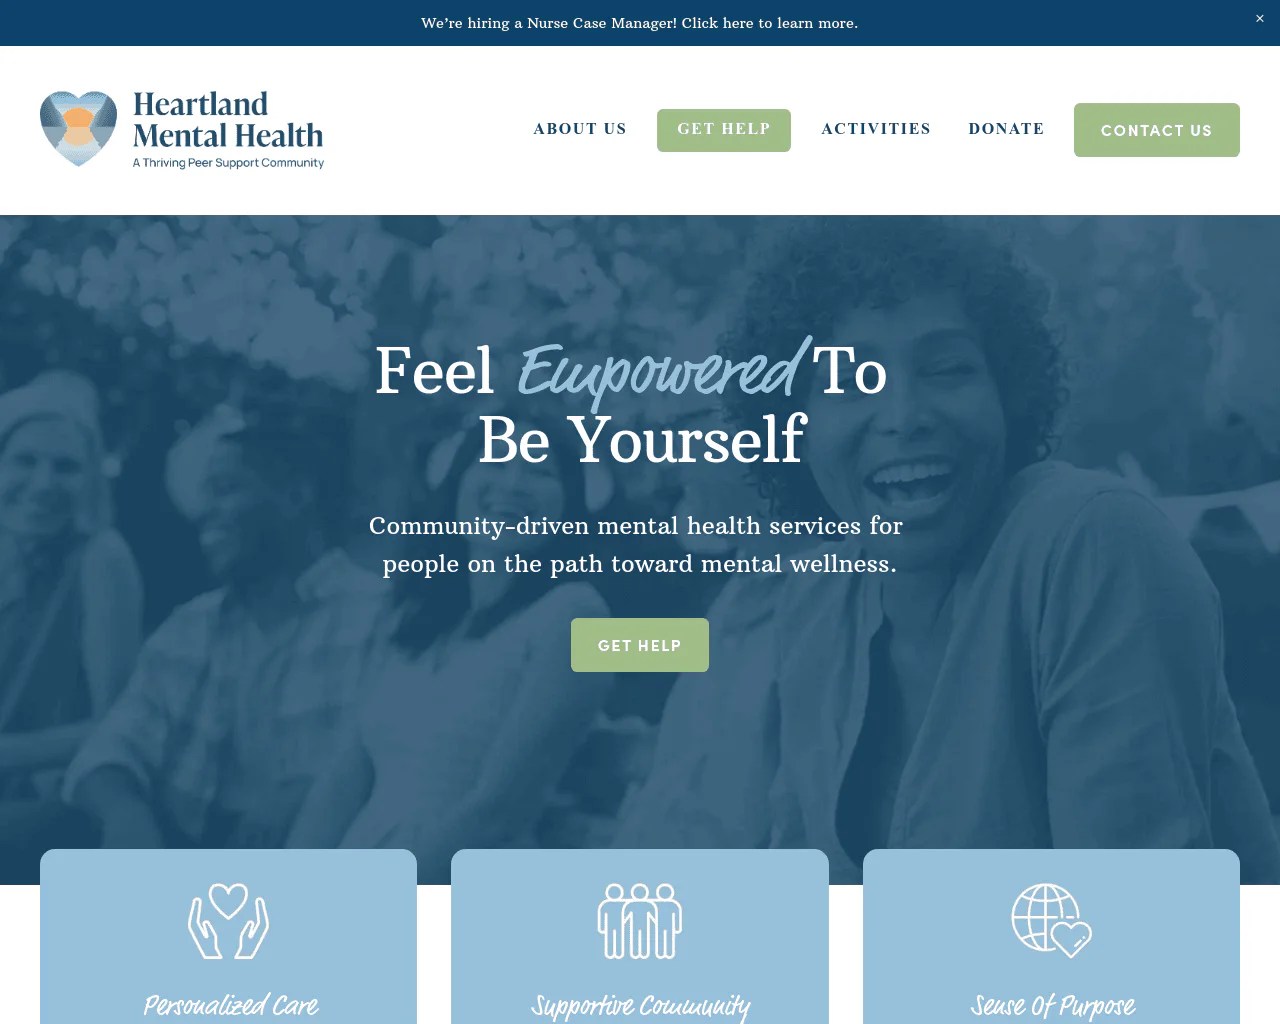 We're hiring a Nurse Case Manager! Click here to learn more.
×
Heartland
Mental Health
A Thriving Peer Support Community
ABOUT US
GET HELP
ACTIVITIES
DONATE
CONTACT US
Feel Empowered To
Be Yourself
Community-driven mental health services for
people on the path toward mental wellness.
GET HELP
Personalized Care
Supportive Community
Sense Of Purpose